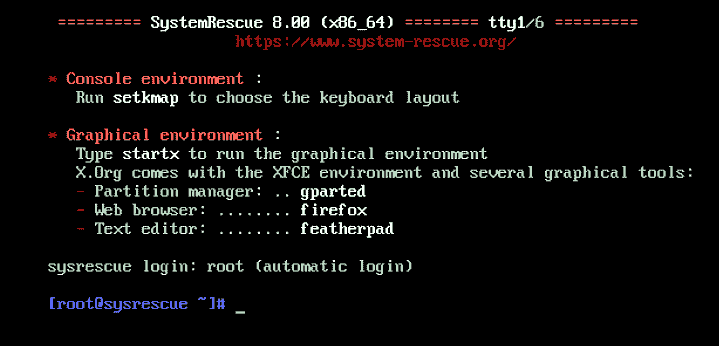 ========= SystemRescue 8.00 (x86_64) ======== tty1/6 =========
https://www.system-rescue.org/
* Console environment :
Run setkmap to choose the keyboard layout
* Graphical environment :
Type startx to run the graphical environment
X.Org comes with the XFCE environment and several graphical tools:
- Partition manager: .. gparted
- Web browser: ........ firefox
- Text editor: ........ featherpad
sysrescue login: root (automatic login)
[root@sysrescue ~]# _